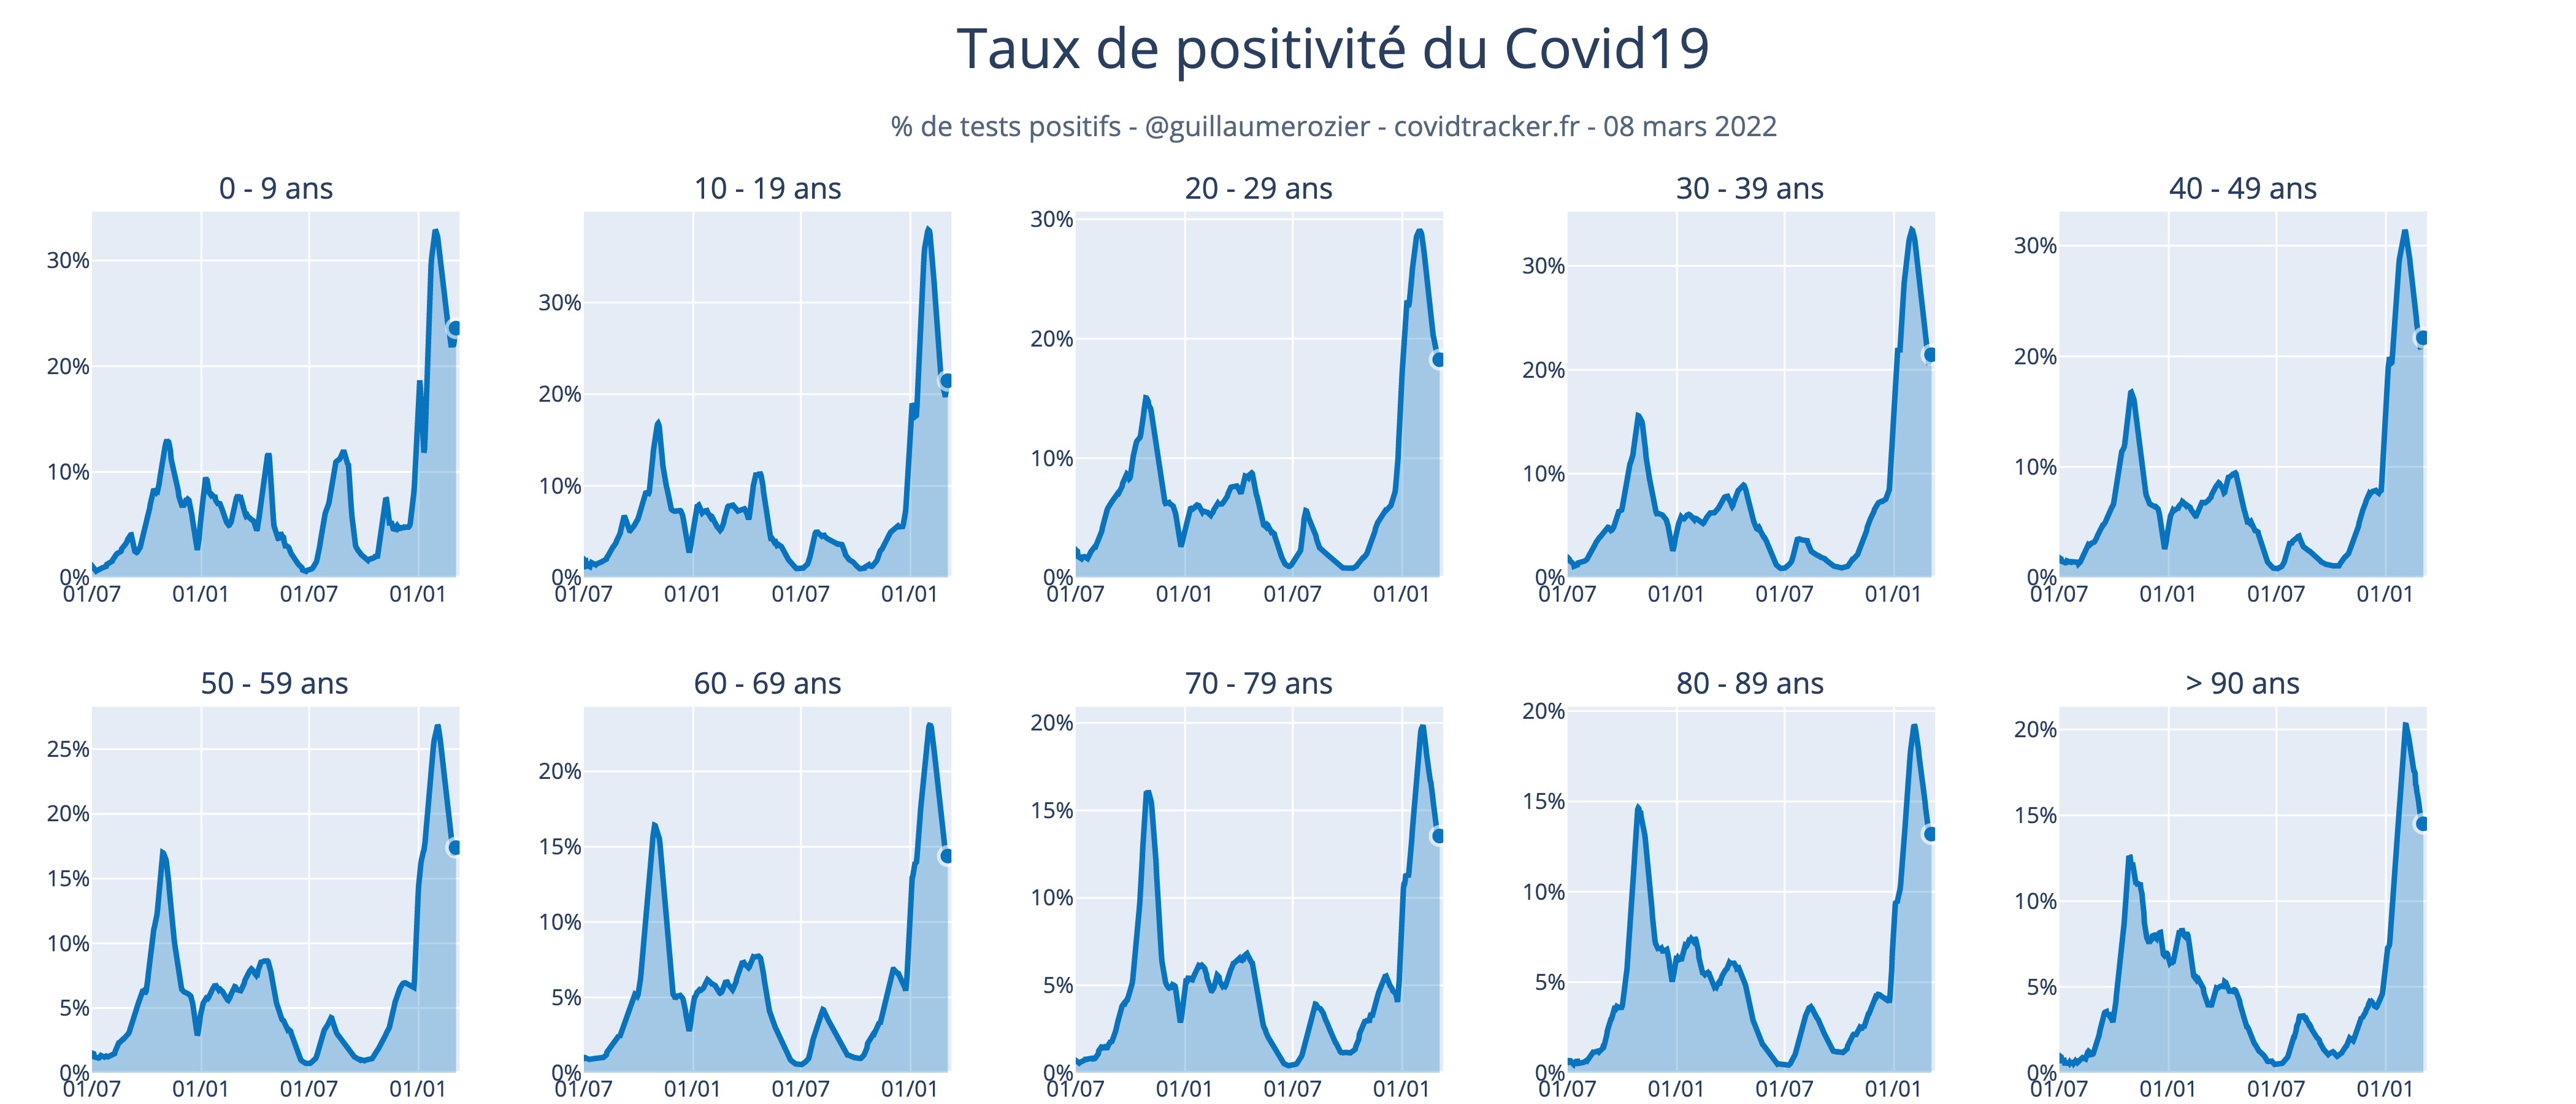 Taux de positivité du Covid19
% de tests positifs - @guillaumerozier - covidtracker.fr - 08 mars 2022
0 - 9 ans
10 - 19 ans
20 - 29 ans
30 - 39 ans
40 - 49 ans
30%
20%
10%
0%
01/07 01/01 01/07 01/01
30%
20%
10%
0%
01/07 01/01 01/07 01/01
30%
20%
10%
0%
01/07 01/01 01/07 01/01
30%
20%
10%
0%
01/07 01/01 01/07 01/01
30%
20%
10%
0%
01/07 01/01 01/07 01/01
50 - 59 ans
60 - 69 ans
70 - 79 ans
80 - 89 ans
> 90 ans
25%
20%
15%
10%
5%
0%
01/07 01/01 01/07 01/01
20%
15%
10%
5%
0%
01/07 01/01 01/07 01/01
20%
15%
10%
5%
0%
01/07 01/01 01/07 01/01
20%
15%
10%
5%
0%
01/07 01/01 01/07 01/01
20%
15%
10%
5%
0%
01/07 01/01 01/07 01/01